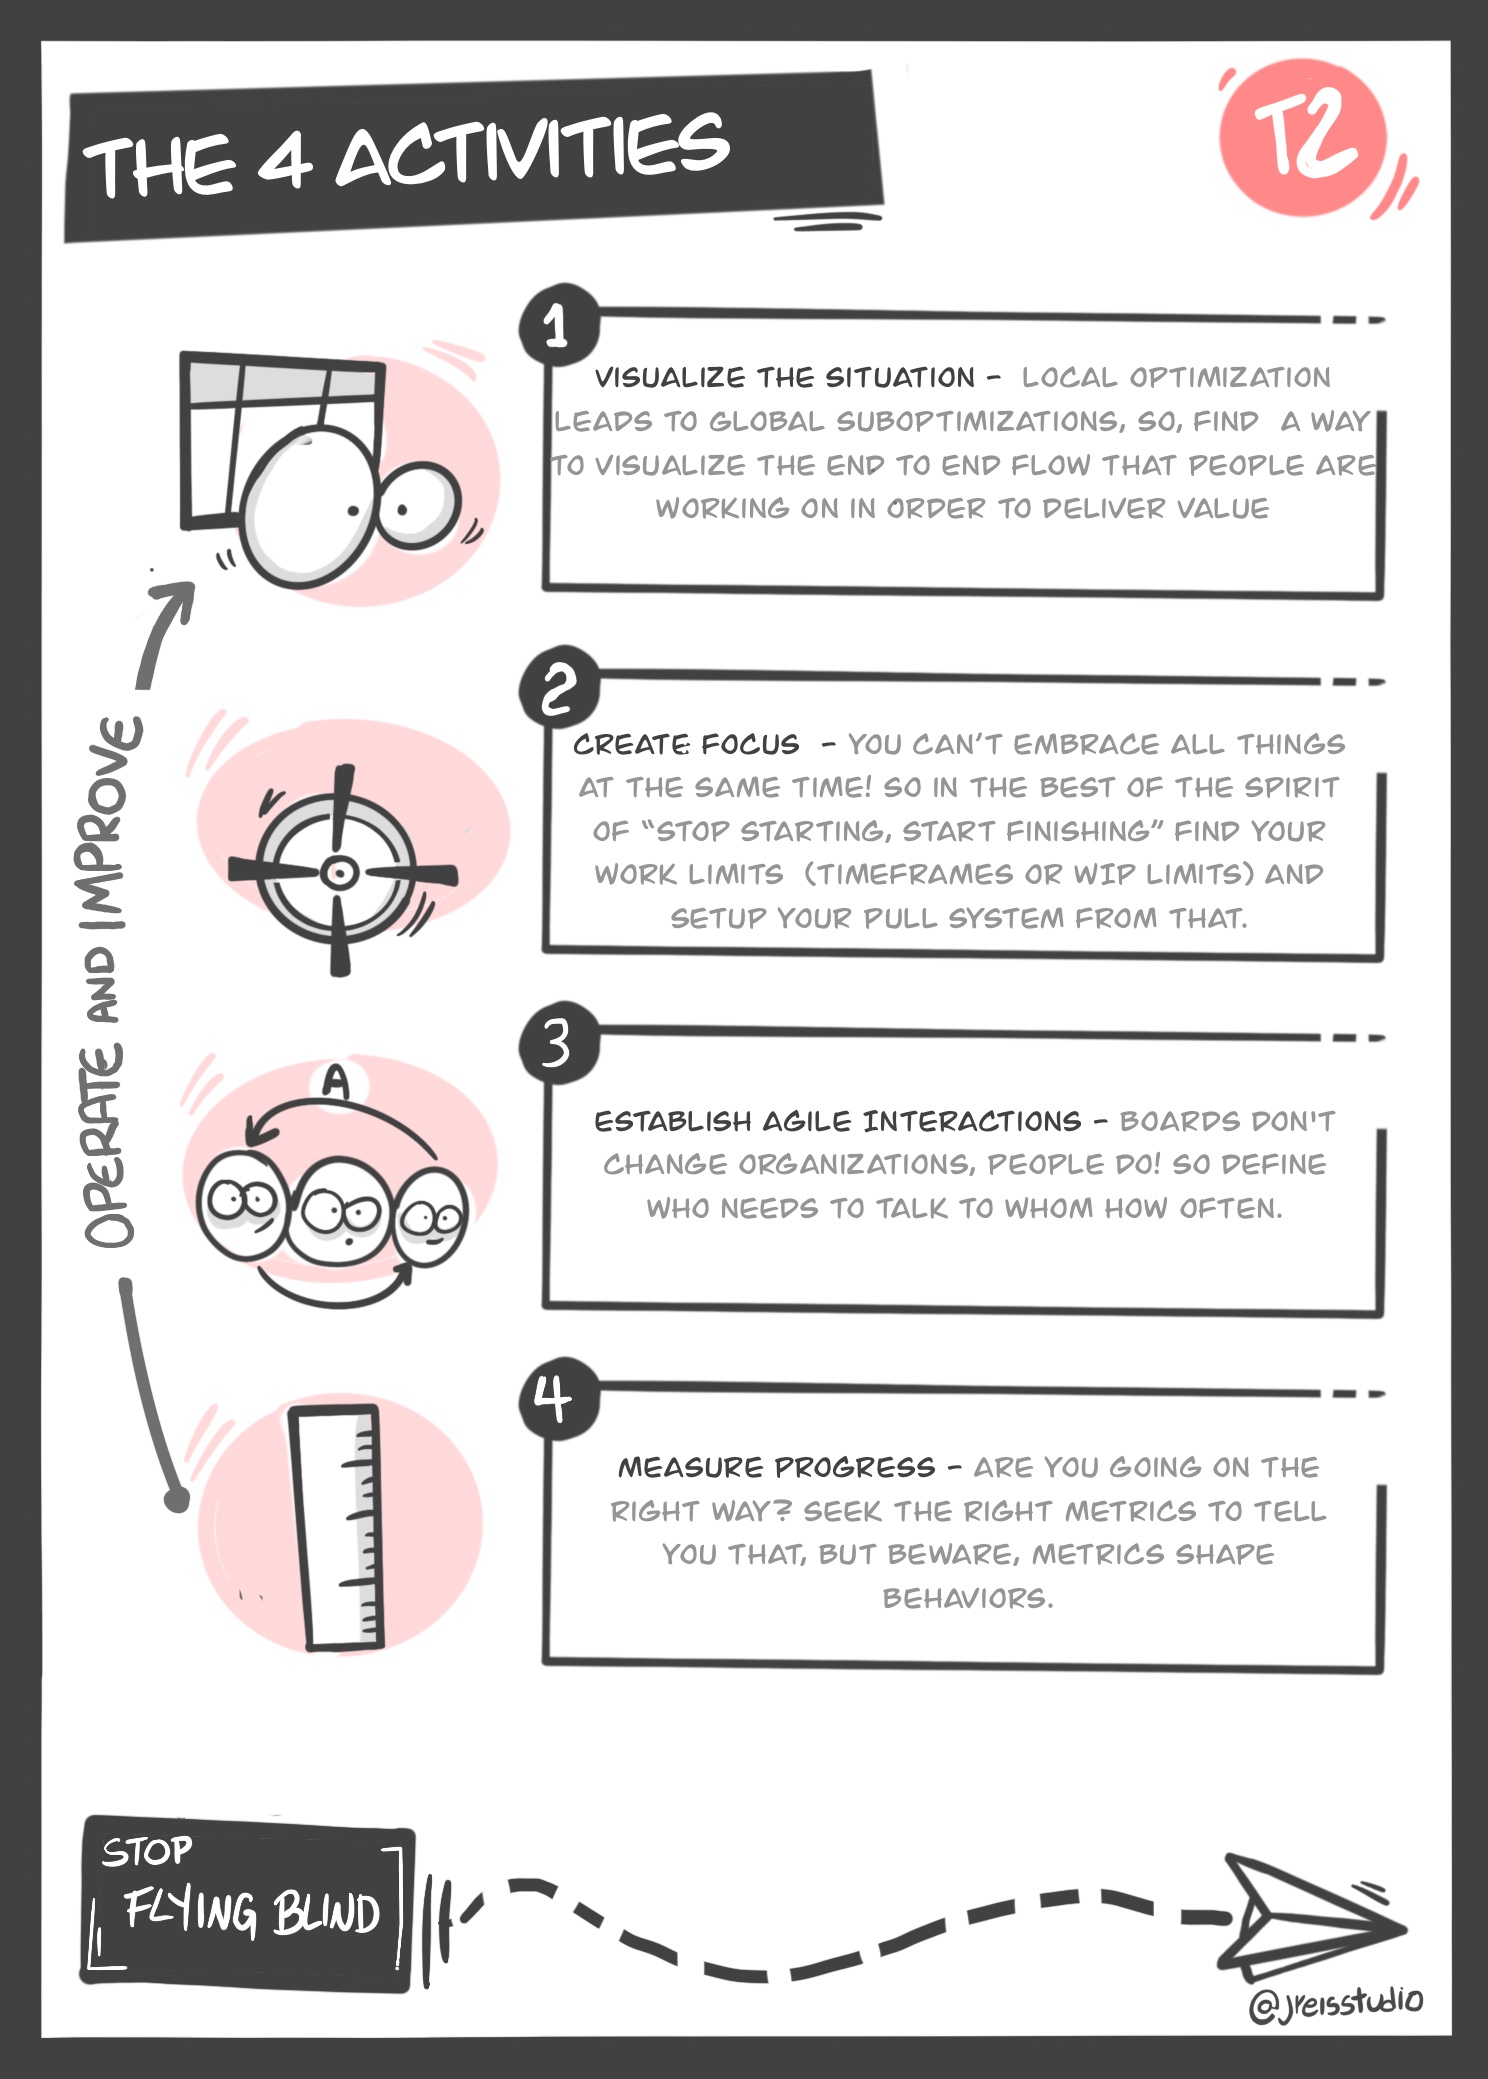 THE 4 ACTIVITIES
T2
1
VISUALIZE THE SITUATION - LOCAL OPTIMIZATION
LEADS TO GLOBAL SUBOPTIMIZATIONS, SO, FIND A WAY
TO VISUALIZE THE END TO END FLOW THAT PEOPLE ARE
WORKING ON IN ORDER TO DELIVER VALUE
2
CREATE FOCUS - YOU CAN'T EMBRACE ALL THINGS
AT THE SAME TIME! SO IN THE BEST OF THE SPIRIT
OF “STOP STARTING, START FINISHING” FIND YOUR
WORK LIMITS (TIMEFRAMES OR WIP LIMITS) AND
SETUP YOUR PULL SYSTEM FROM THAT.
OPERATE AND IMPROVE
3
A
ESTABLISH AGILE INTERACTIONS - BOARDS DON'T
CHANGE ORGANIZATIONS, PEOPLE DO! SO DEFINE
WHO NEEDS TO TALK TO WHOM HOW OFTEN.
4
MEASURE PROGRESS - ARE YOU GOING ON THE
RIGHT WAY? SEEK THE RIGHT METRICS TO TELL
YOU THAT, BUT BEWARE, METRICS SHAPE
BEHAVIORS.
STOP
FLYING BLIND
@jreisstudio